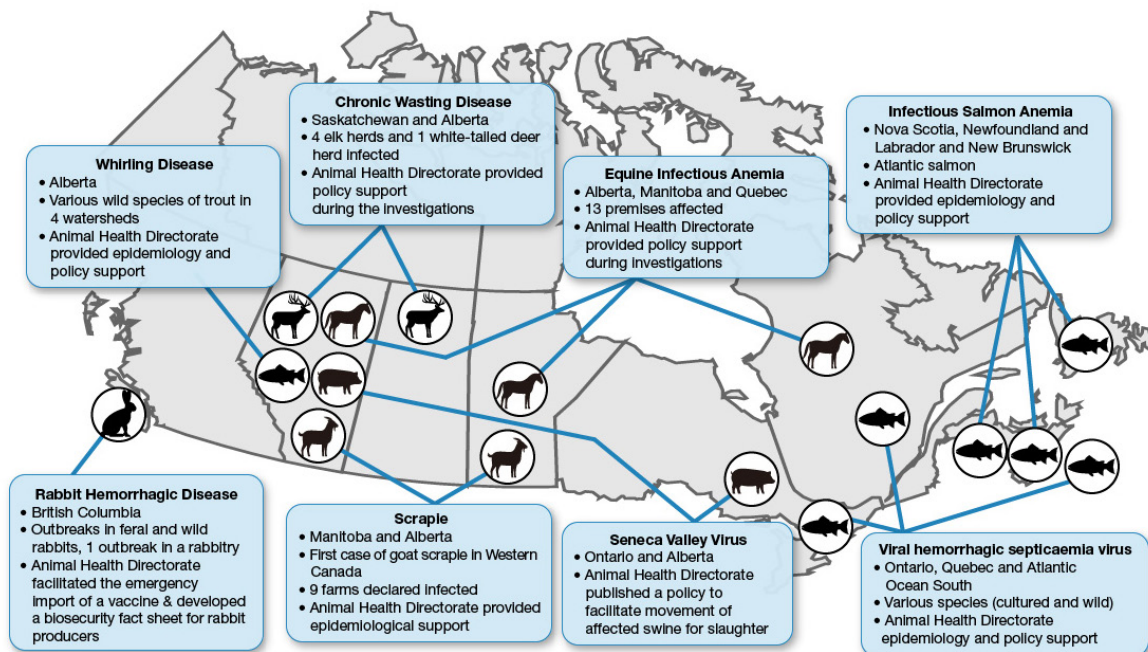 Chronic Wasting Disease
• Saskatchewan and Alberta
• 4 elk herds and 1 white-tailed deer
herd infected
• Animal Health Directorate provided
policy support
during the investigations
Infectious Salmon Anemia
• Nova Scotia, Newfoundland and
Labrador and New Brunswick
• Atlantic salmon
• Animal Health Directorate
provided epidemiology and
policy support
Whirling Disease
• Alberta
• Various wild species of trout in
4 watersheds
• Animal Health Directorate
provided epidemiology and
policy support
Equine Infectious Anemia
• Alberta, Manitoba and Quebec
• 13 premises affected
• Animal Health Directorate
provided policy support
during investigations
Rabbit Hemorrhagic Disease
• British Columbia
• Outbreaks in feral and wild
rabbits, 1 outbreak in a rabbitry
• Animal Health Directorate
facilitated the emergency
import of a vaccine & developed
a biosecurity fact sheet for rabbit
producers
Scrapie
• Manitoba and Alberta
• First case of goat scrapie in Western
Canada
• 9 farms declared infected
• Animal Health Directorate provided
epidemiological support
Seneca Valley Virus
• Ontario and Alberta
• Animal Health Directorate
published a policy to
facilitate movement of
affected swine for slaughter
Viral hemorrhagic septicaemia virus
• Ontario, Quebec and Atlantic
Ocean South
• Various species (cultured and wild)
• Animal Health Directorate
epidemiology and policy support